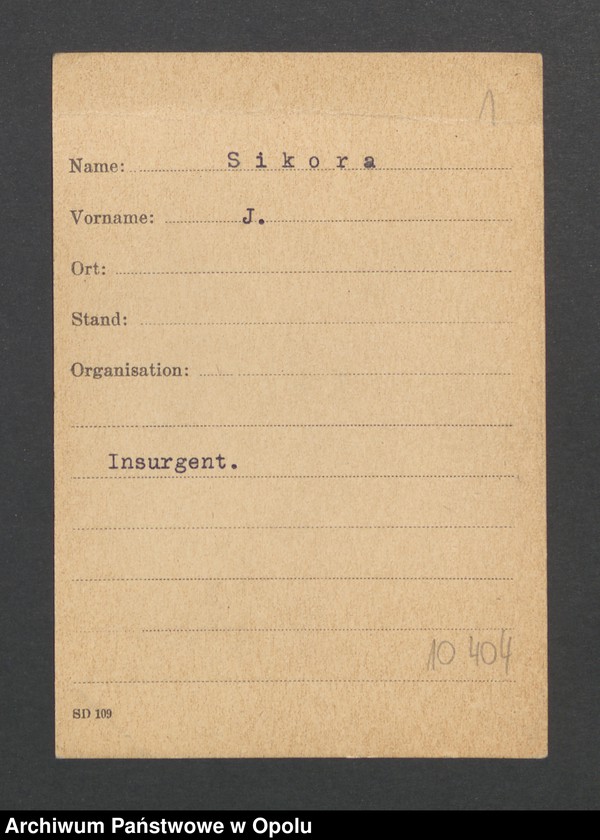 1
Name: S i k o r a
Vorname: J.
Ort:
Stand:
Organisation:
Insurgent.
10 404
SD 109
Archiwum Państwowe w Opolu